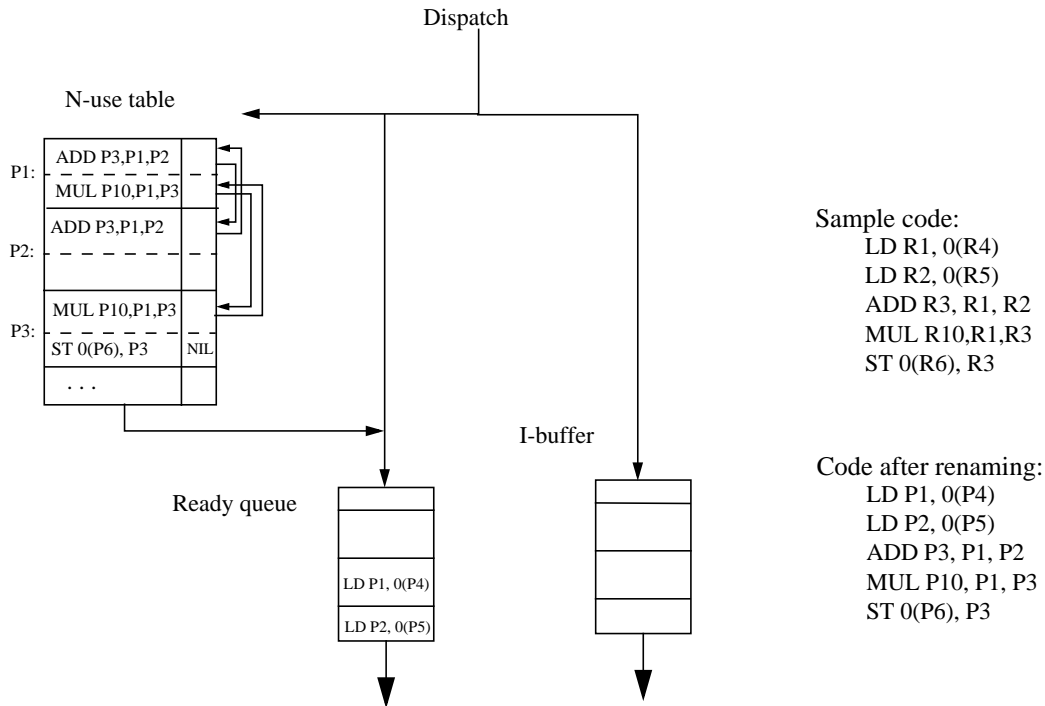 Dispatch
N-use table
ADD P3,P1,P2
P1:
MUL P10,P1,P3
ADD P3,P1,P2
P2:
MUL P10,P1,P3
P3:
ST 0(P6), P3 NIL
. . .
Ready queue
LD P1, 0(P4)
LD P2, 0(P5)
I-buffer
Sample code:
LD R1, 0(R4)
LD R2, 0(R5)
ADD R3, R1, R2
MUL R10,R1,R3
ST 0(R6), R3
Code after renaming:
LD P1, 0(P4)
LD P2, 0(P5)
ADD P3, P1, P2
MUL P10, P1, P3
ST 0(P6), P3